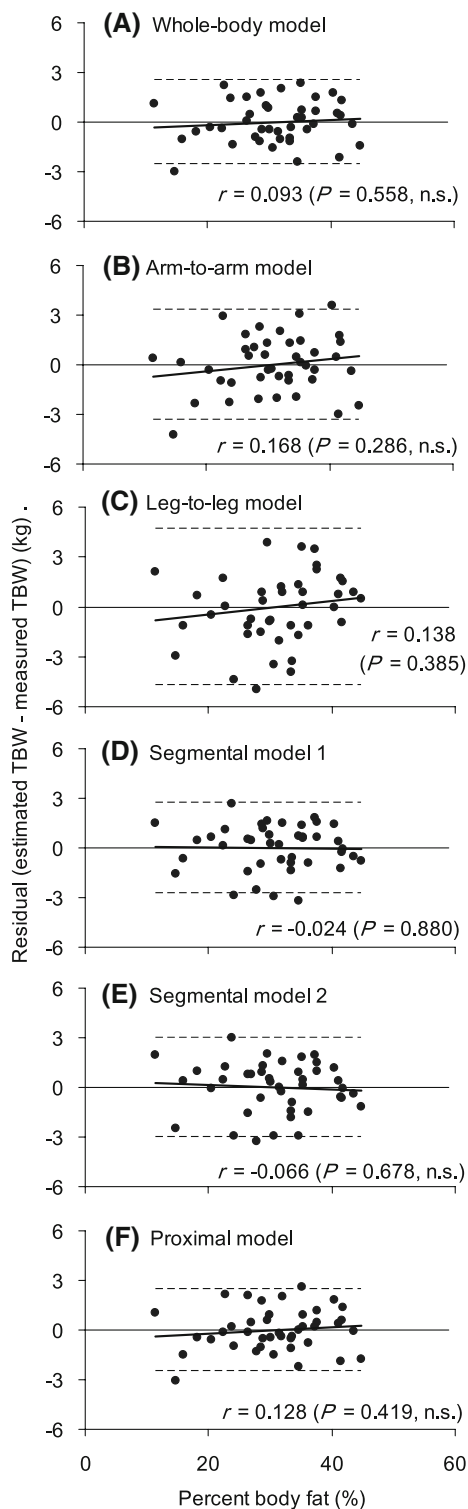 (A) Whole-body model
6
3
0
-3
-6
r = 0.093 (P = 0.558, n.s.)
(B) Arm-to-arm model
6
3
0
-3
-6
r = 0.168 (P = 0.286, n.s.)
(C) Leg-to-leg model
6
3
0
-3
-6
r =
0.138
(P = 0.385)
(D) Segmental model 1
6
3
0
-3
-6
r = -0.024 (P = 0.880)
(E) Segmental model 2
6
3
0
-3
-6
r = -0.066 (P = 0.678, n.s.)
(F) Proximal model
6
3
0
-3
-6
r = 0.128 (P = 0.419, n.s.)
0 20 40 60
Percent body fat (%)
Residual (estimated TBW - measured TBW) (kg) .